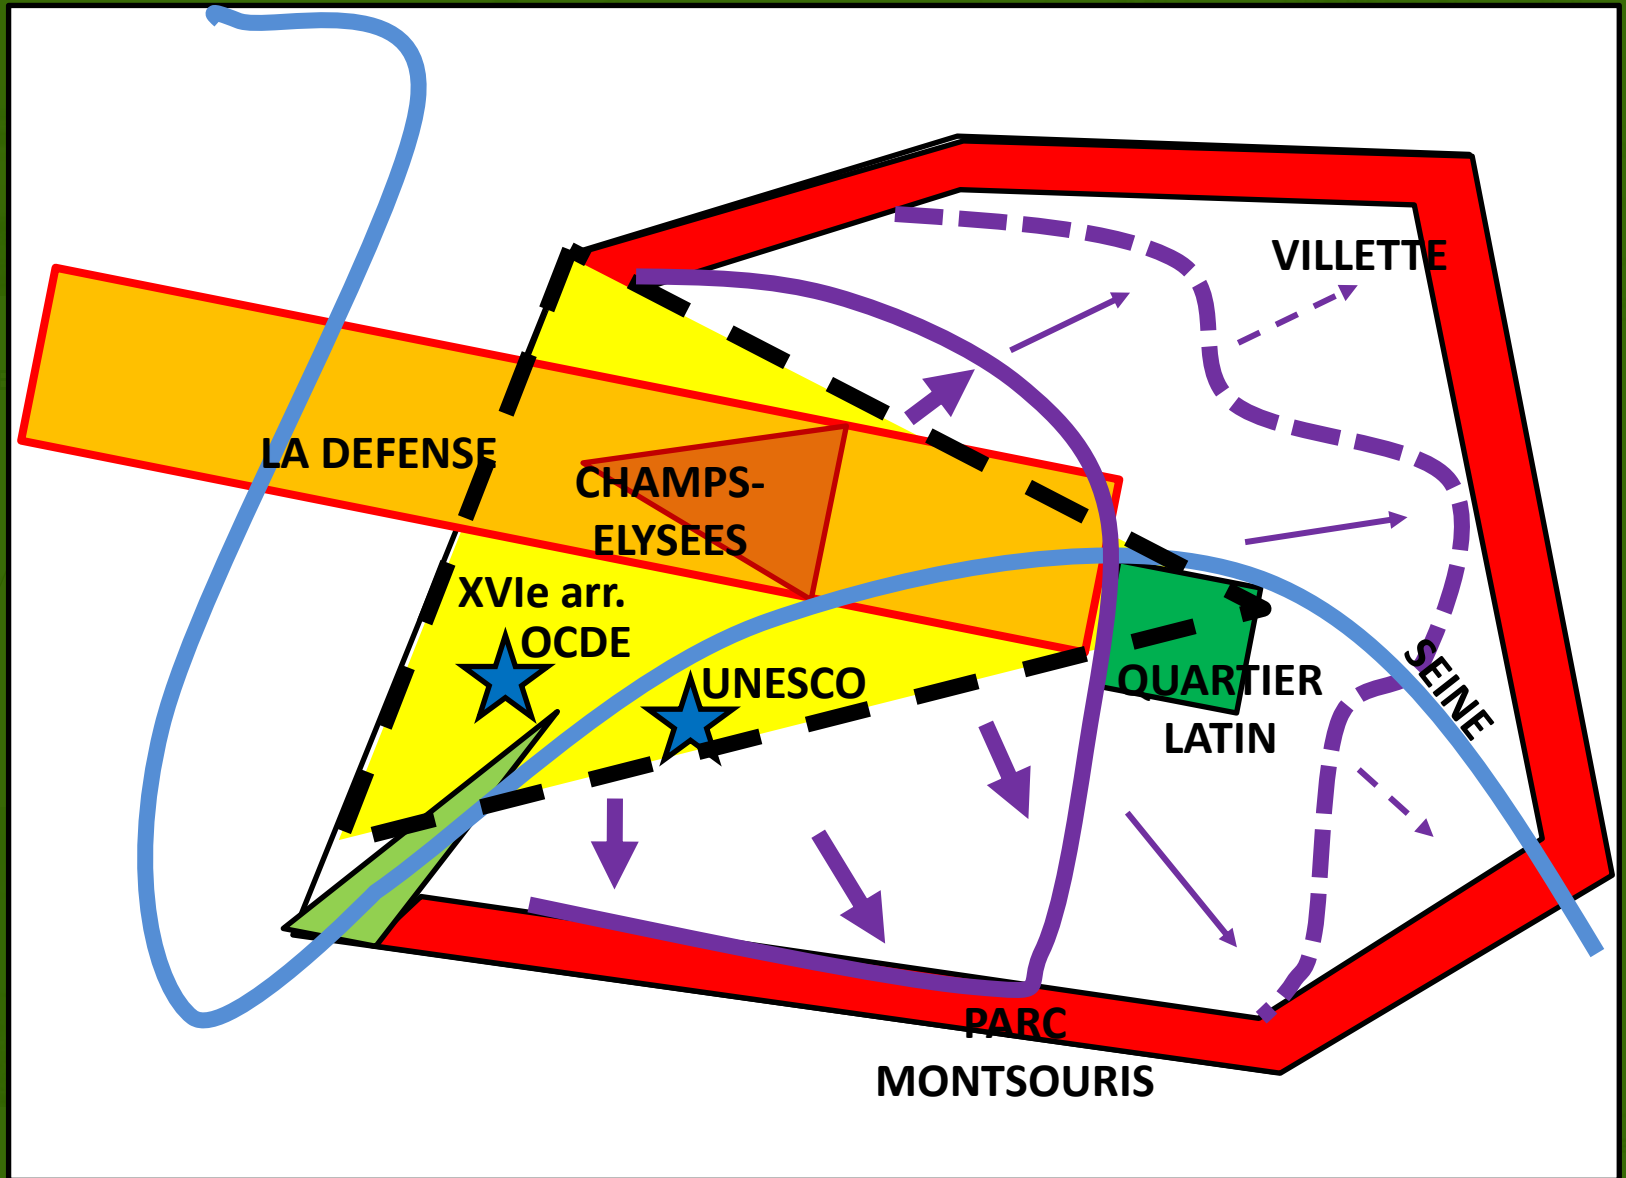 VILLETTE
LA DEFENSE
CHAMPS-
ELYSEES
XVIe arr.
OCDE
UNESCO
QUARTIER
LATIN
SEINE
PARC
MONTSOURIS